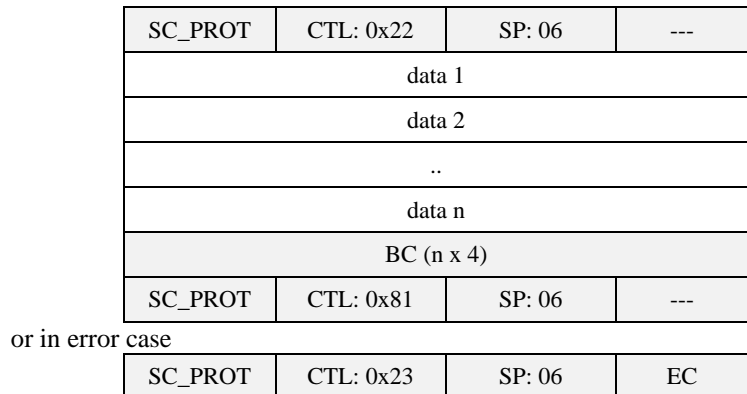 SC_PROT CTL: 0x22 SP: 06 ---
data 1
data 2
..
data n
BC (n x 4)
SC_PROT CTL: 0x81 SP: 06 ---
or in error case
SC_PROT CTL: 0x23 SP: 06 EC